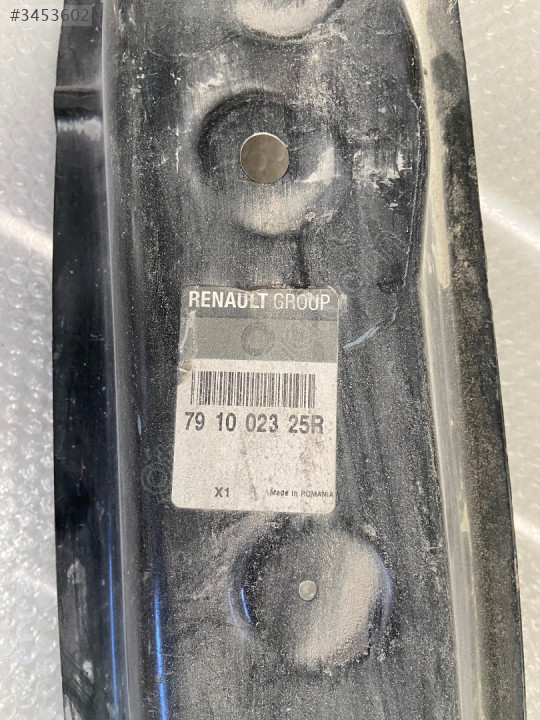 #3453602
RENAULT GROUP
79 10 023 25R
X1 Made in ROMANIA